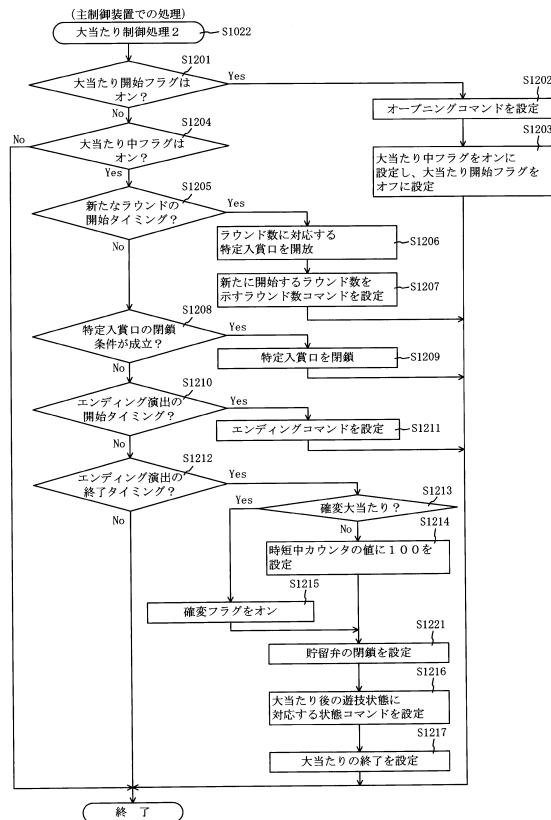 (主制御装置での処理)
大当たり制御処理２
S1022
S1201
大当たり開始フラグは
オン？
Yes
No
S1202
オープニングコマンドを設定
S1203
大当たり中フラグをオンに
設定し、大当たり開始フラグを
オフに設定
S1204
大当たり中フラグは
オン？
No
Yes
S1205
新たなラウンドの
開始タイミング？
Yes
No
ラウンド数に対応する
特定入賞口を開放
S1206
新たに開始するラウンド数を
示すラウンド数コマンドを設定
S1207
S1208
特定入賞口の閉鎖
条件が成立？
Yes
No
特定入賞口を閉鎖
S1209
S1210
エンディング演出の
開始タイミング？
Yes
No
エンディングコマンドを設定
S1211
S1212
エンディング演出の
終了タイミング？
Yes
No
S1213
確変大当たり？
Yes
No
S1214
時短中カウンタの値に１００を
設定
S1215
確変フラグをオン
S1221
貯留弁の閉鎖を設定
S1216
大当たり後の遊技状態に
対応する状態コマンドを設定
S1217
大当たりの終了を設定
終 了